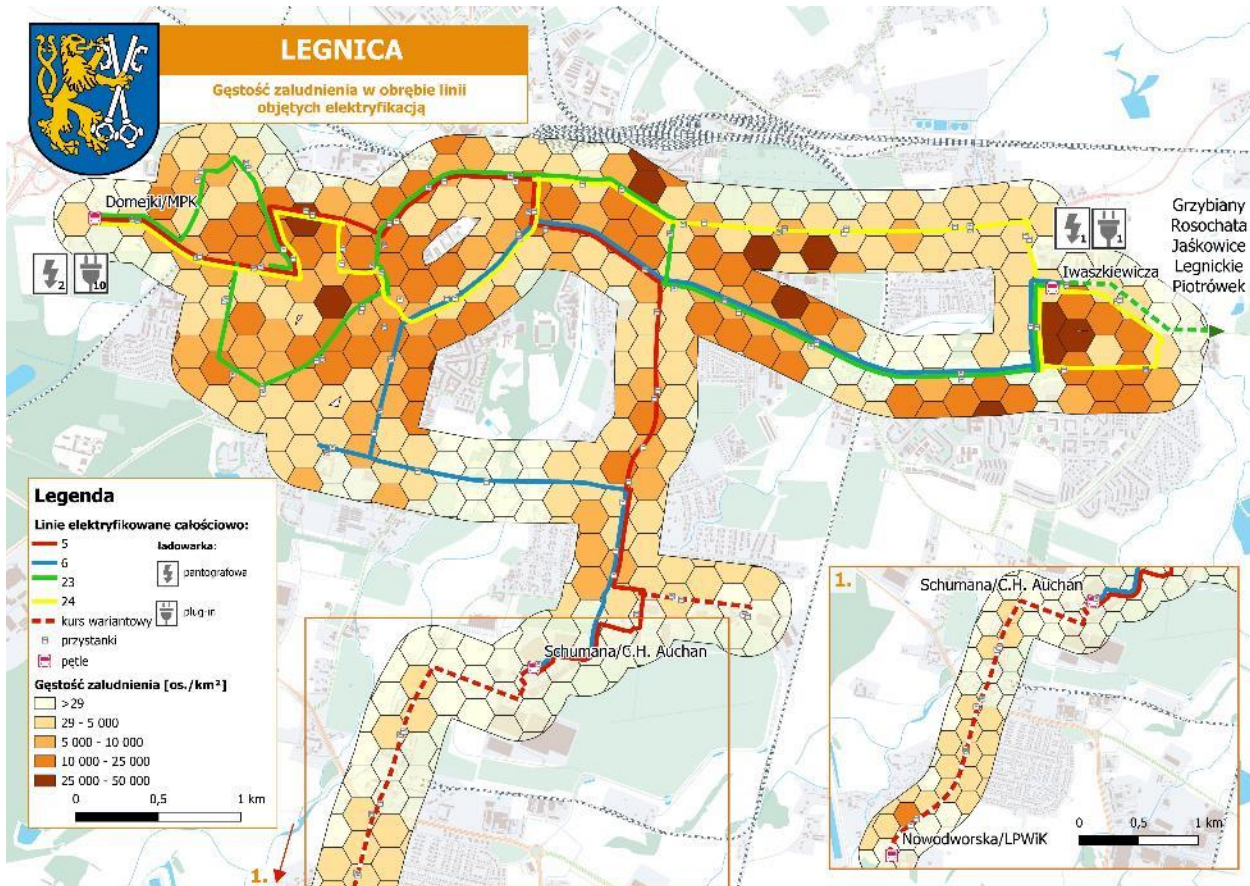 LEGNICA
Gęstość zaludnienia w obrębie linii
objętych elektryfikacją
Domejki/MPK
2
10
1
1
Iwaszkiewicza
Grzybiany
Rosochata
Jaśkowice
Legnickie
Piotrówek
Schumana/C.H. Auchan
Legenda
Linie elektryfikowane całościowo:
5
6
23
24
kurs wariantowy
przystanki
pętle
ładowarka:
pantografowa
plug-in
Gęstość zaludnienia [os./km²]
>29
29 - 5 000
5 000 - 10 000
10 000 - 25 000
25 000 - 50 000
0 0,5 1 km
1.
1.
Schumana/C.H. Auchan
Nowodworska/LPWiK
0 0,5 1 km